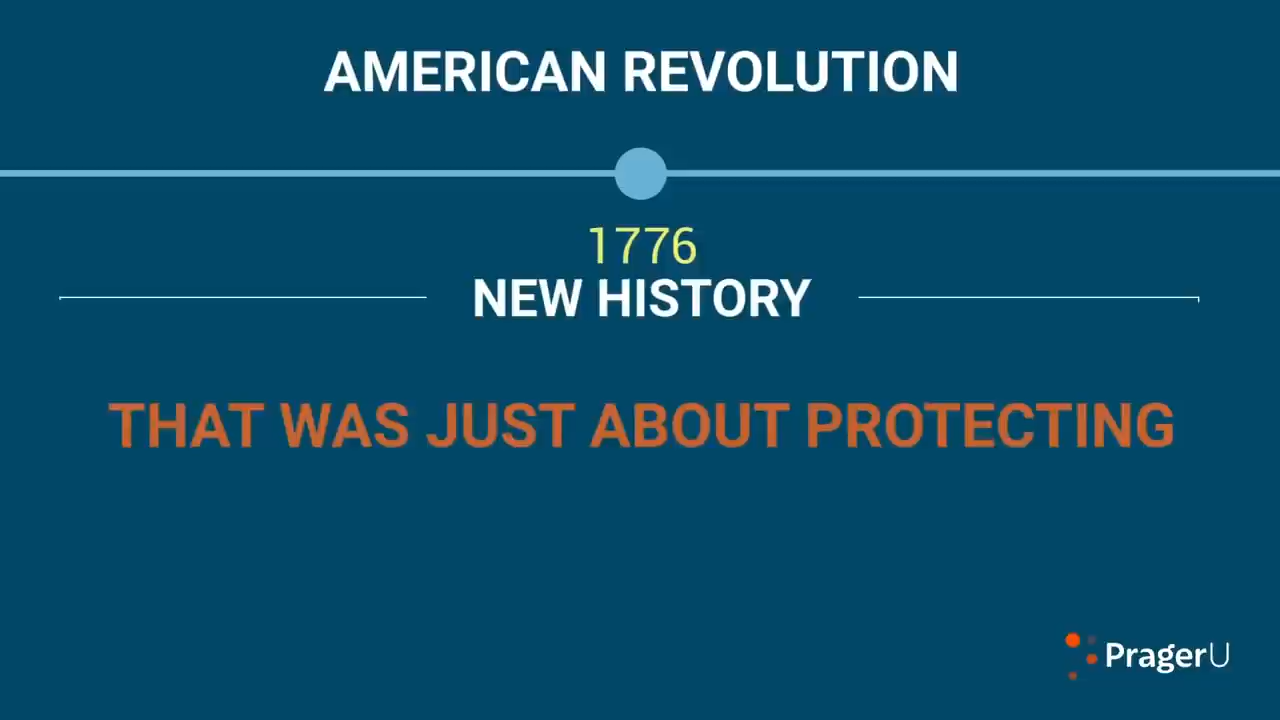 AMERICAN REVOLUTION
1776
NEW HISTORY
THAT WAS JUST ABOUT PROTECTING
PragerU